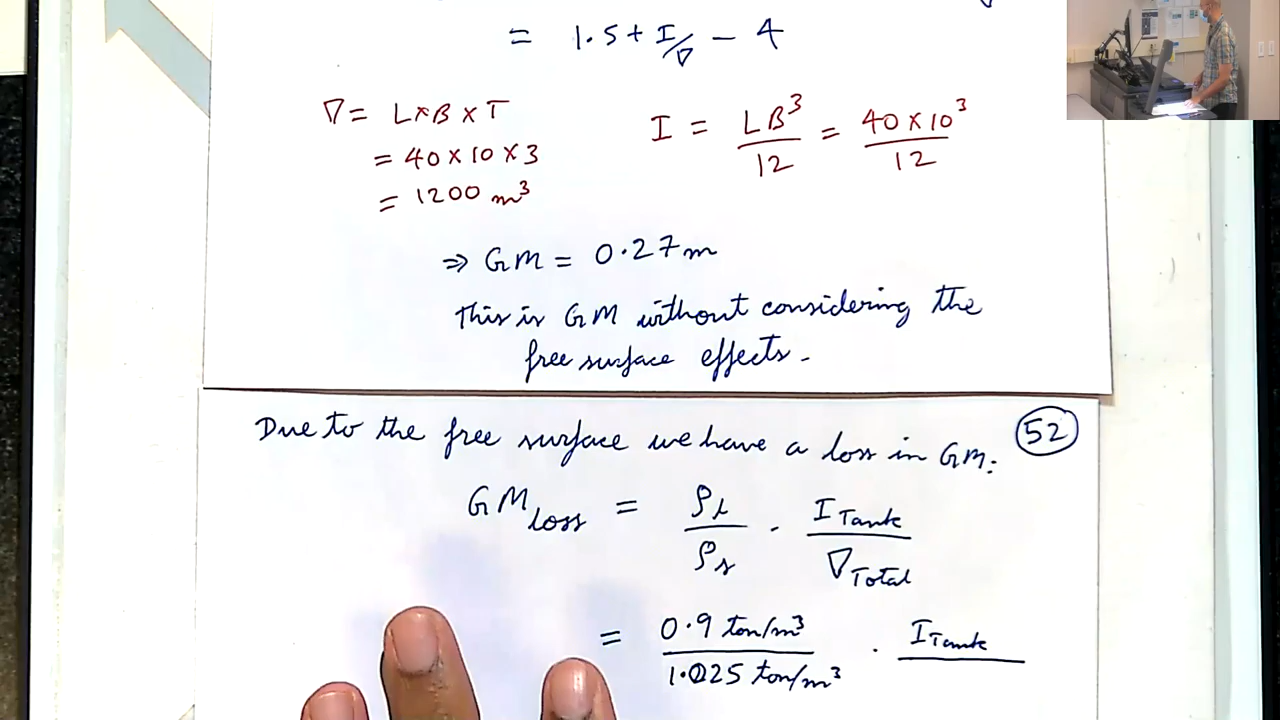 = 1.5 + I/∇ - 4
∇ = L×B×T
= 40 × 10 × 3
= 1200 m³
I = LB³/12 = 40×10³/12
⇒ GM = 0.27m
This is GM without considering the
free surface effects.
Due to the free surface we have a loss in GM:
52
GM_loss = ρ_l/ρ_s · I_Tank/∇_Total
= 0.9 ton/m³/1.025 ton/m³ · I_Tank